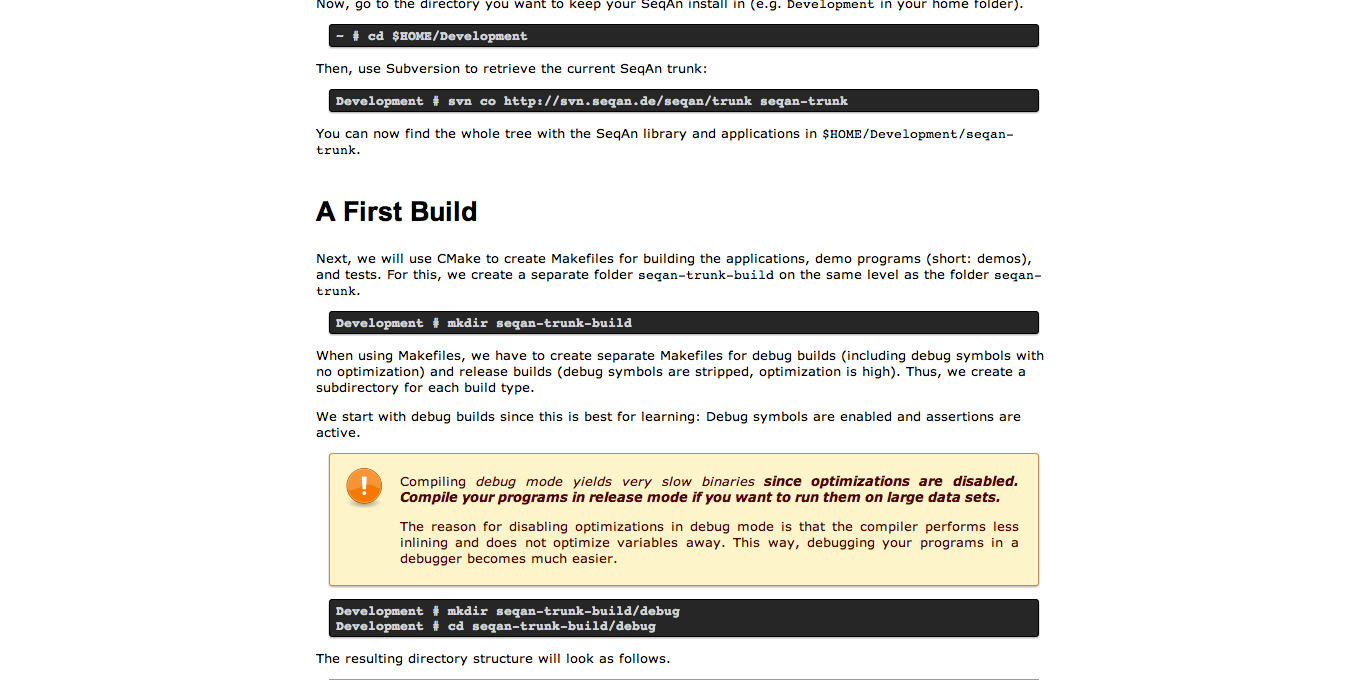 Now, go to the directory you want to keep your SeqAn install in (e.g. Development in your home folder).
~ # cd $HOME/Development
Then, use Subversion to retrieve the current SeqAn trunk:
Development # svn co http://svn.seqan.de/seqan/trunk seqan-trunk
You can now find the whole tree with the SeqAn library and applications in $HOME/Development/seqan-
trunk.
A First Build
Next, we will use CMake to create Makefiles for building the applications, demo programs (short: demos),
and tests. For this, we create a separate folder seqan-trunk-build on the same level as the folder seqan-
trunk.
Development # mkdir seqan-trunk-build
When using Makefiles, we have to create separate Makefiles for debug builds (including debug symbols with
no optimization) and release builds (debug symbols are stripped, optimization is high). Thus, we create a
subdirectory for each build type.
We start with debug builds since this is best for learning: Debug symbols are enabled and assertions are
active.
Compiling debug mode yields very slow binaries since optimizations are disabled.
Compile your programs in release mode if you want to run them on large data sets.
The reason for disabling optimizations in debug mode is that the compiler performs less
inlining and does not optimize variables away. This way, debugging your programs in a
debugger becomes much easier.
Development # mkdir seqan-trunk-build/debug
Development # cd seqan-trunk-build/debug
The resulting directory structure will look as follows.